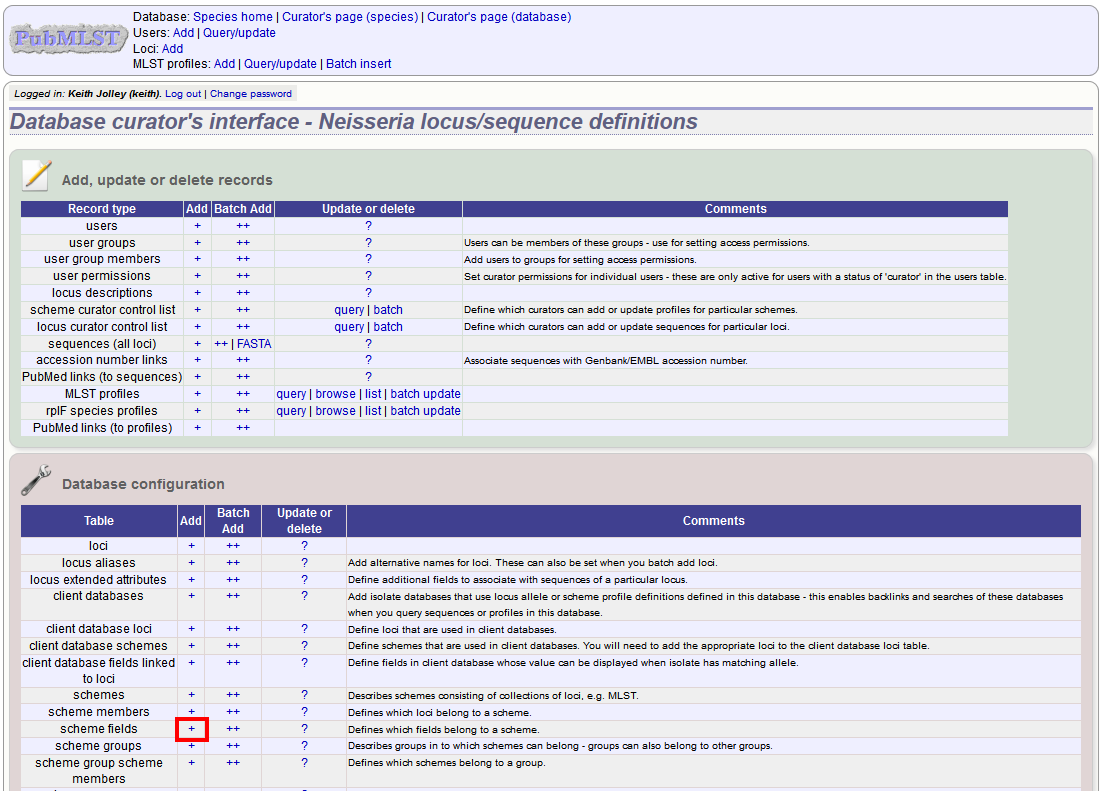 PubMLST
Database: Species home | Curator's page (species) | Curator's page (database)
Users: Add | Query/update
Loci: Add
MLST profiles: Add | Query/update | Batch insert
Logged in: Keith Jolley (keith). Log out | Change password
Database curator's interface - Neisseria locus/sequence definitions
Add, update or delete records
Record type Add Batch Add Update or delete Comments
users + ++ ?
user groups + ++ ? Users can be members of these groups - use for setting access permissions.
user group members + ++ ? Add users to groups for setting access permissions.
user permissions + ++ ? Set curator permissions for individual users - these are only active for users with a status of 'curator' in the users table.
locus descriptions + ++ ?
scheme curator control list + ++ query | batch Define which curators can add or update profiles for particular schemes.
locus curator control list + ++ query | batch Define which curators can add or update sequences for particular loci.
sequences (all loci) + ++ | FASTA ?
accession number links + ++ ? Associate sequences with Genbank/EMBL accession number.
PubMed links (to sequences) + ++ ?
MLST profiles + ++ query | browse | list | batch update
rplF species profiles + ++ query | browse | list | batch update
PubMed links (to profiles) + ++
Database configuration
Table Add Batch Add Update or delete Comments
loci + ++ ?
locus aliases + ++ ? Add alternative names for loci. These can also be set when you batch add loci.
locus extended attributes + ++ ? Define additional fields to associate with sequences of a particular locus.
client databases + ++ ? Add isolate databases that use locus allele or scheme profile definitions defined in this database - this enables backlinks and searches of these databases
when you query sequences or profiles in this database.
client database loci + ++ ? Define loci that are used in client databases.
client database schemes + ++ ? Define schemes that are used in client databases. You will need to add the appropriate loci to the client database loci table.
client database fields linked + ++ ? Define fields in client database whose value can be displayed when isolate has matching allele.
to loci
schemes + ++ ? Describes schemes consisting of collections of loci, e.g. MLST.
scheme members + ++ ? Defines which loci belong to a scheme.
scheme fields + ++ ? Defines which fields belong to a scheme.
scheme groups + ++ ? Describes groups in to which schemes can belong - groups can also belong to other groups.
scheme group scheme + ++ ? Defines which schemes belong to a group.
members